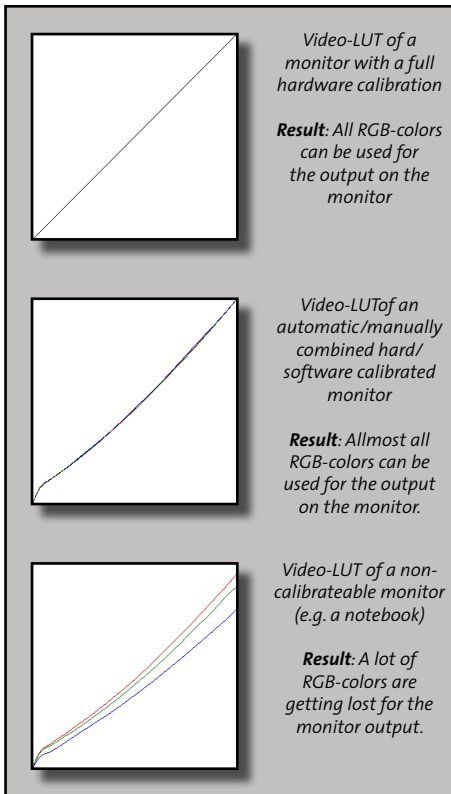 Video-LUT of a
monitor with a full
hardware calibration
Result: All RGB-colors
can be used for
the output on the
monitor
Video-LUTof an
automatic/manually
combined hard/
software calibrated
monitor
Result: Allmost all
RGB-colors can be
used for the output
on the monitor.
Video-LUT of a non-
calibrateable monitor
(e.g. a notebook)
Result: A lot of
RGB-colors are
getting lost for the
monitor output.